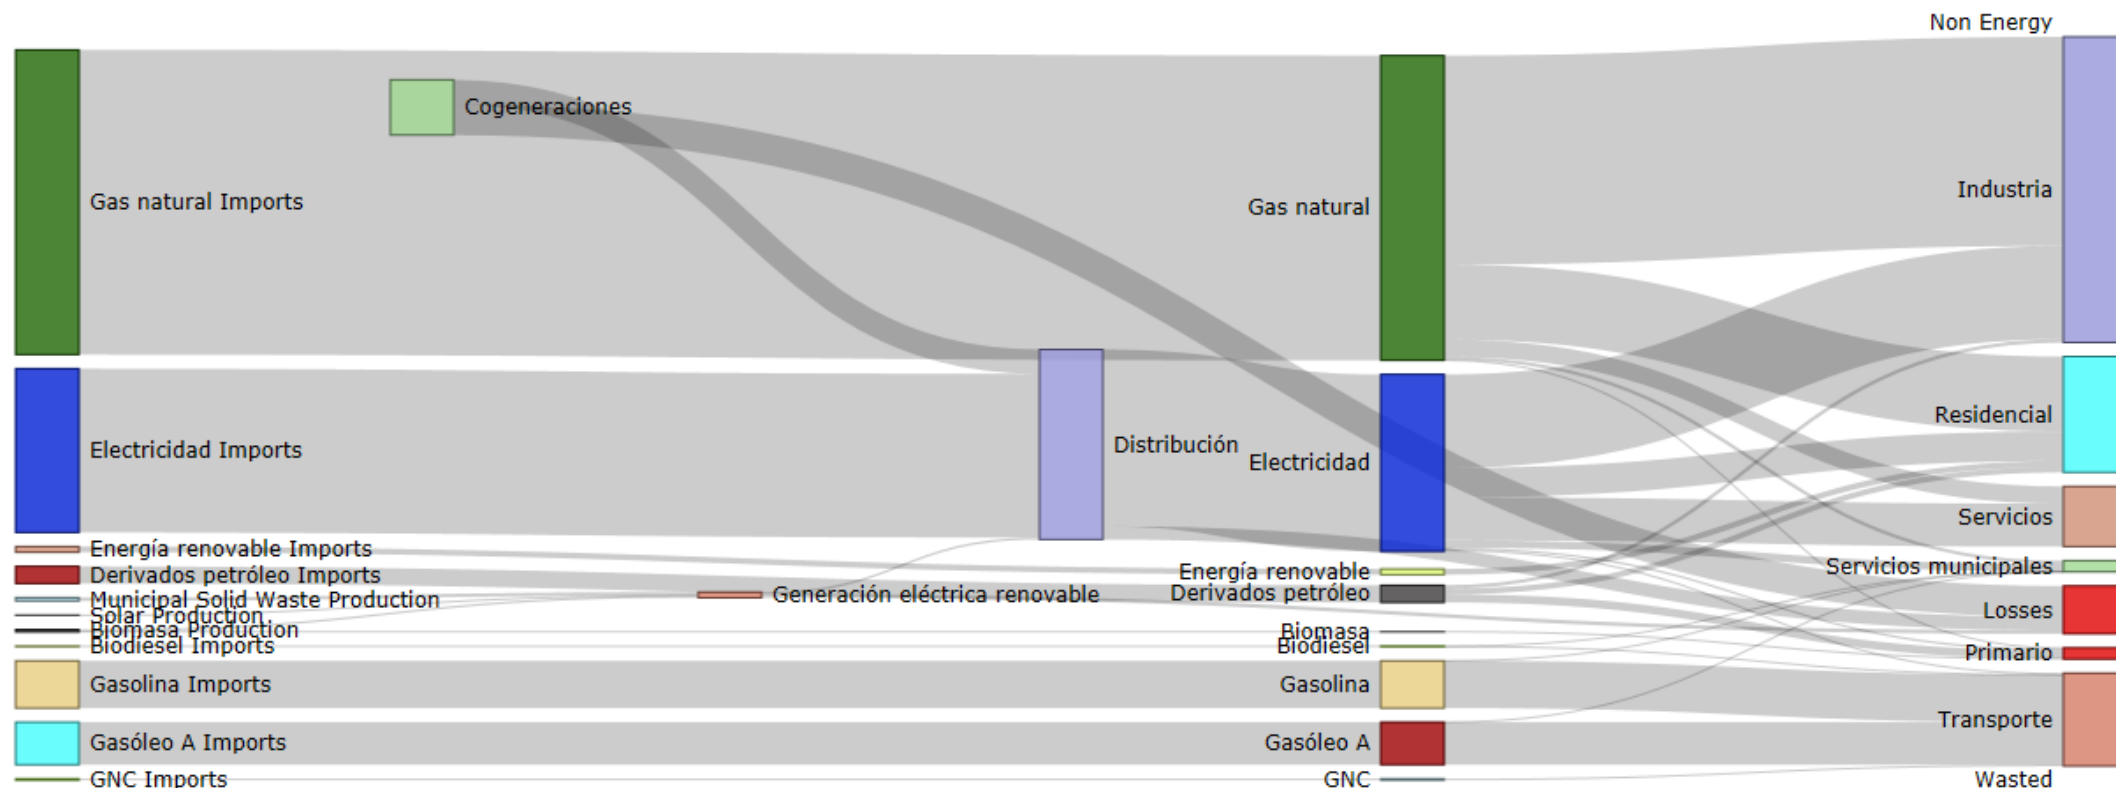 Non Energy
Cogeneraciones
Industria
Gas natural Imports
Gas natural
Residencial
Distribución
Electricidad Imports
Electricidad
Servicios
Energía renovable Imports
Servicios municipales
Energía renovable
Derivados petróleo Imports
Generación eléctrica renovable
Derivados petróleo
Municipal Solid Waste Production
Losses
Solar Production
Biomasa Production
Biomasa
Biodiesel Imports
Biodiesel
Primario
Gasolina Imports
Gasolina
Transporte
Gasóleo A Imports
Gasóleo A
GNC Imports
GNC
Wasted